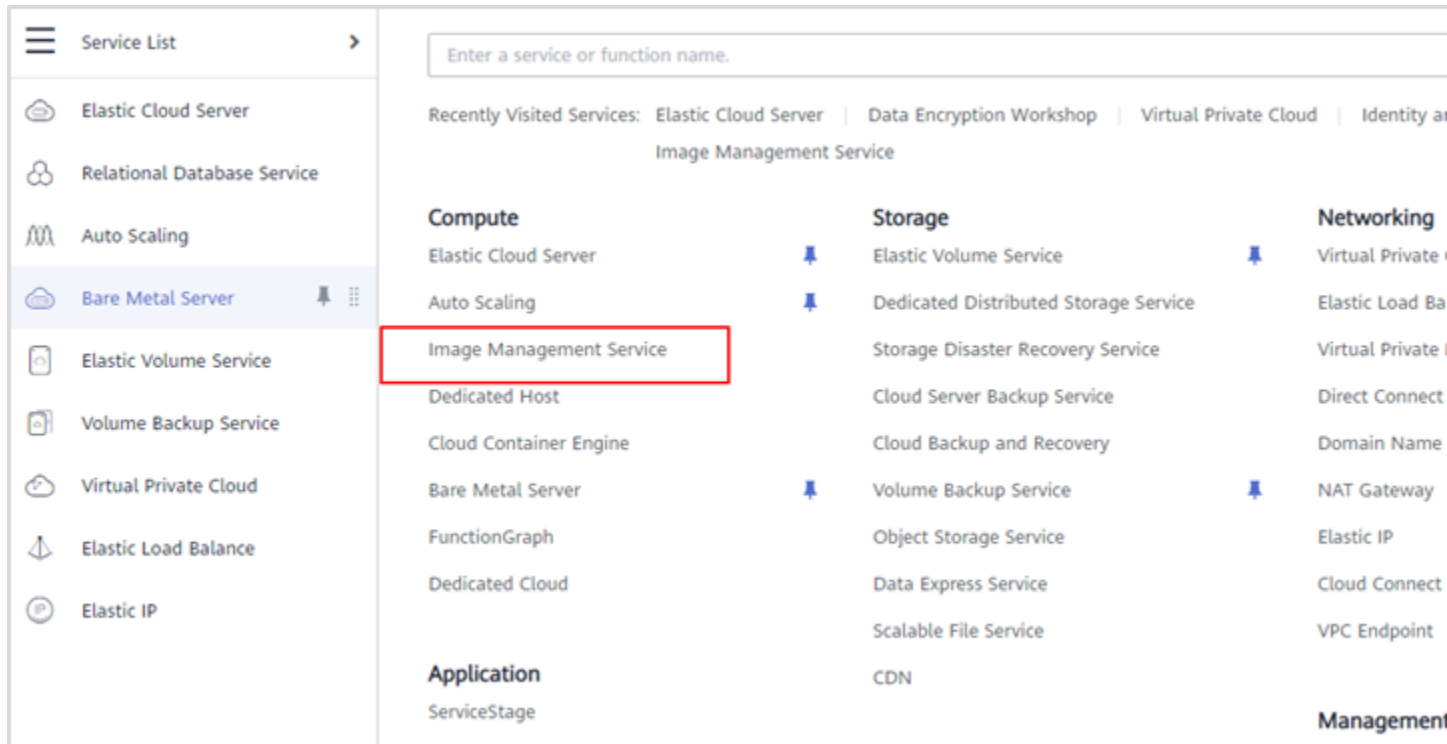 Service List
Elastic Cloud Server
Relational Database Service
Auto Scaling
Bare Metal Server
Elastic Volume Service
Volume Backup Service
Virtual Private Cloud
Elastic Load Balance
Elastic IP
Enter a service or function name.
Recently Visited Services: Elastic Cloud Server | Data Encryption Workshop | Virtual Private Cloud | Identity
Image Management Service
Compute
Elastic Cloud Server
Auto Scaling
Image Management Service
Dedicated Host
Cloud Container Engine
Bare Metal Server
FunctionGraph
Dedicated Cloud
Application
ServiceStage
Storage
Elastic Volume Service
Dedicated Distributed Storage Service
Storage Disaster Recovery Service
Cloud Server Backup Service
Cloud Backup and Recovery
Volume Backup Service
Object Storage Service
Data Express Service
Scalable File Service
CDN
Networking
Virtual Private
Elastic Load Ba
Virtual Private
Direct Connect
Domain Name
NAT Gateway
Elastic IP
Cloud Connect
VPC Endpoint
Management